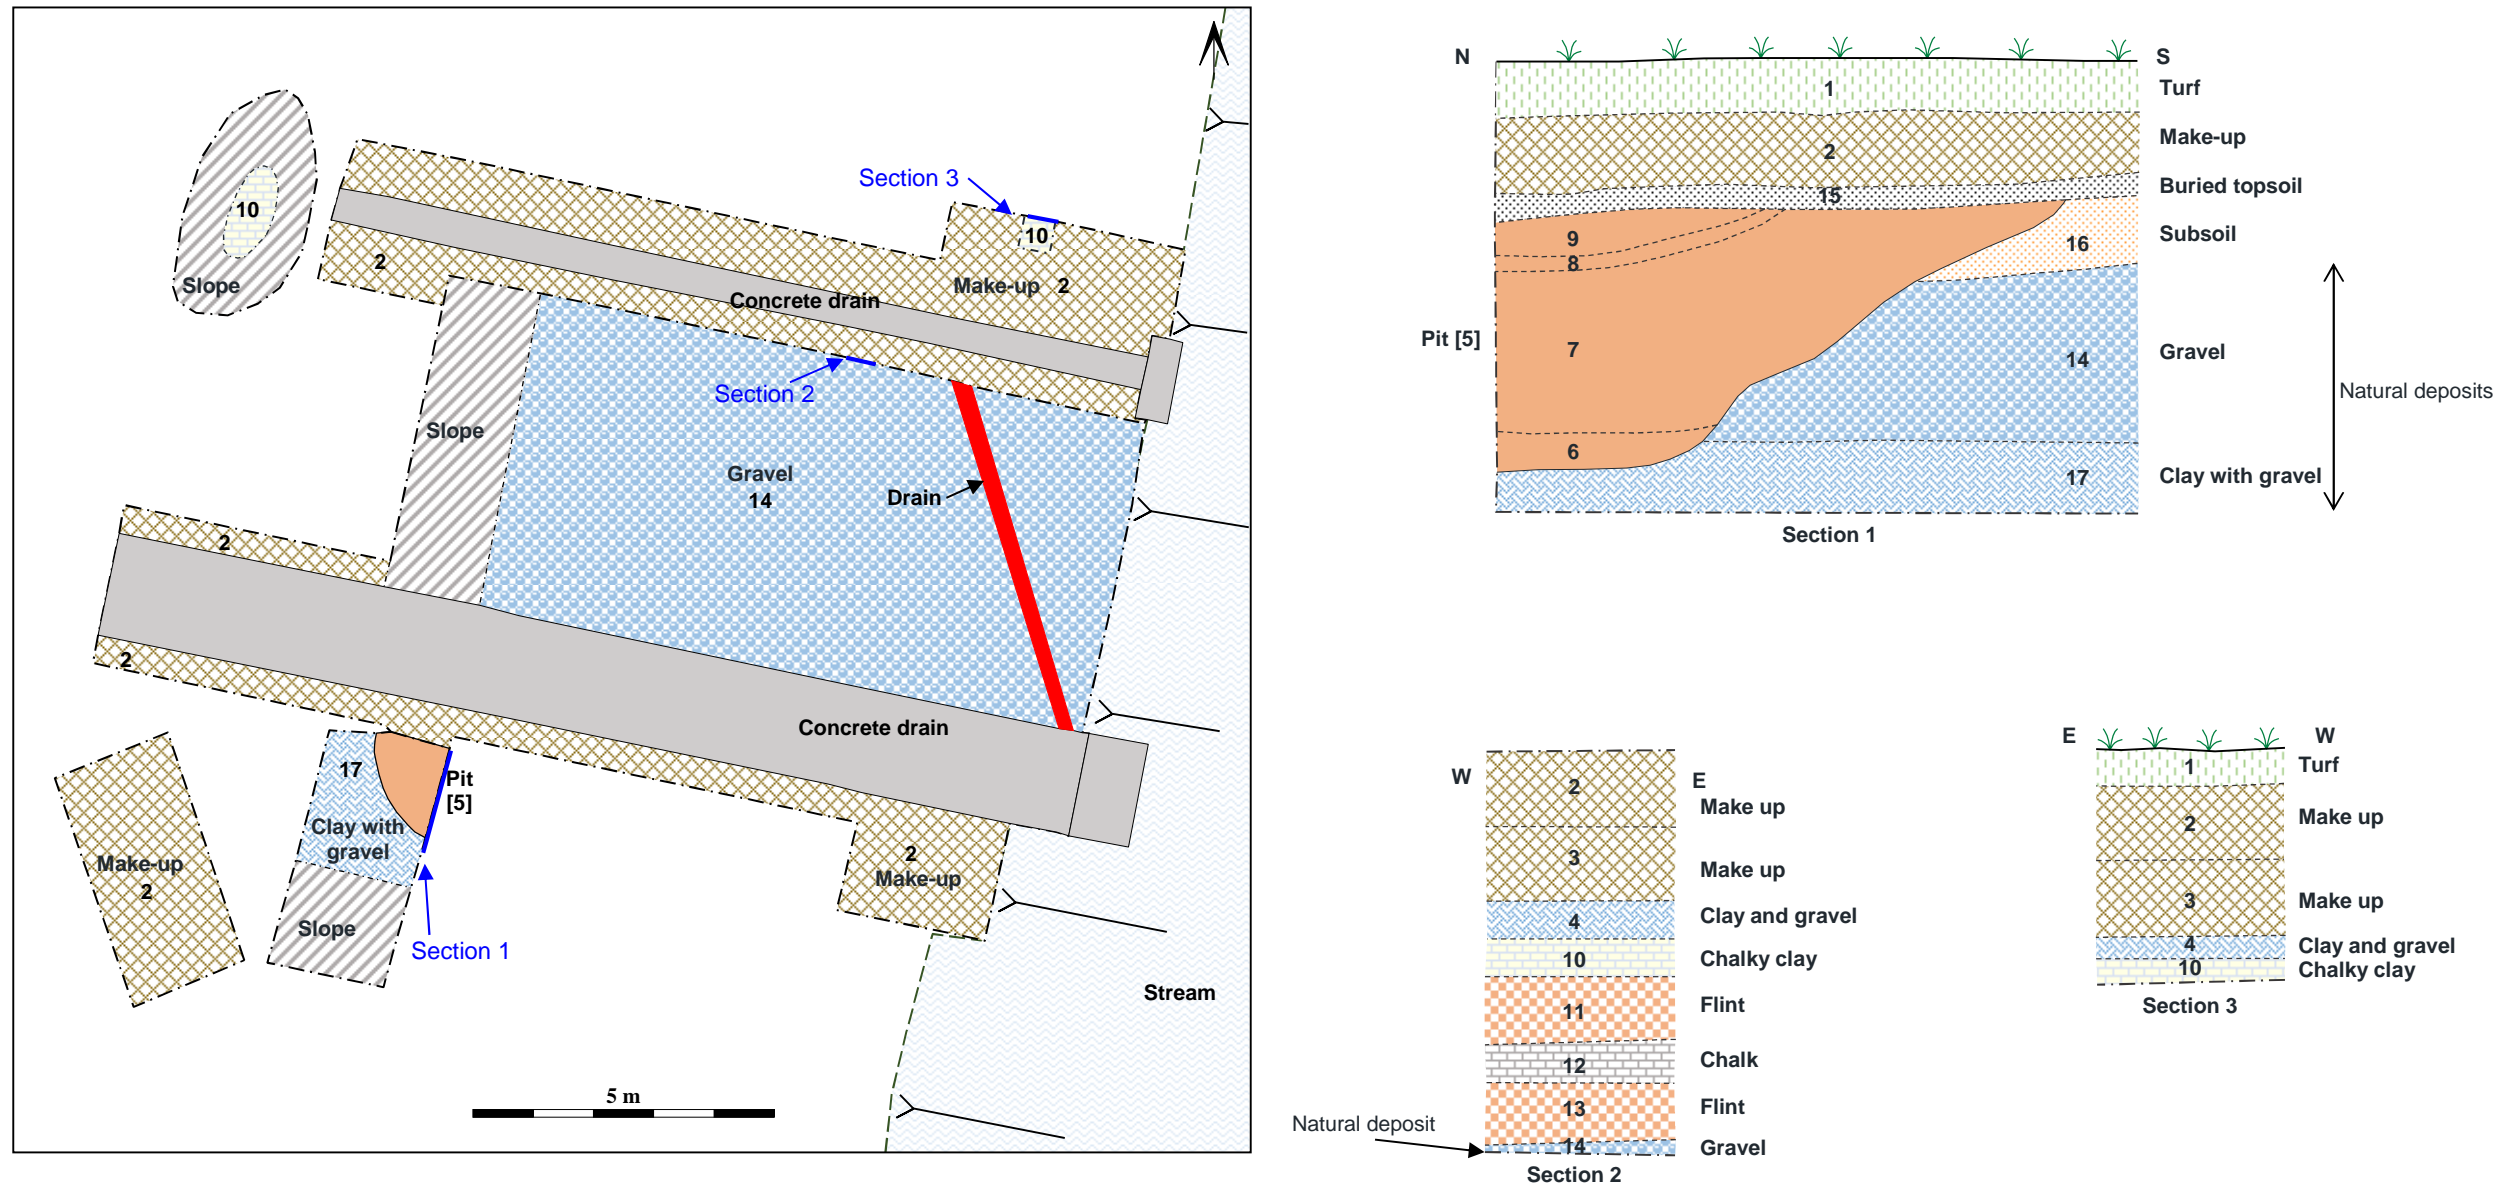 Section 3
10
10
2
Slope
Make-up 2
Concrete drain
Section 2
Slope
Gravel
14
Drain
2
2
Concrete drain
17
Pit
[5]
Clay with
gravel
Make-up
2
2
Make-up
Slope
Section 1
Stream
5 m
N
S
1
Turf
2
Make-up
15
Buried topsoil
9
8
16
Subsoil
Pit [5]
7
14
Gravel
Natural deposits
6
17
Clay with gravel
Section 1
W
E
2
Make up
3
Make up
4
Clay and gravel
10
Chalky clay
11
Flint
12
Chalk
13
Flint
Natural deposit
14
Gravel
Section 2
E
W
1
Turf
2
Make up
3
Make up
4
Clay and gravel
10
Chalky clay
Section 3